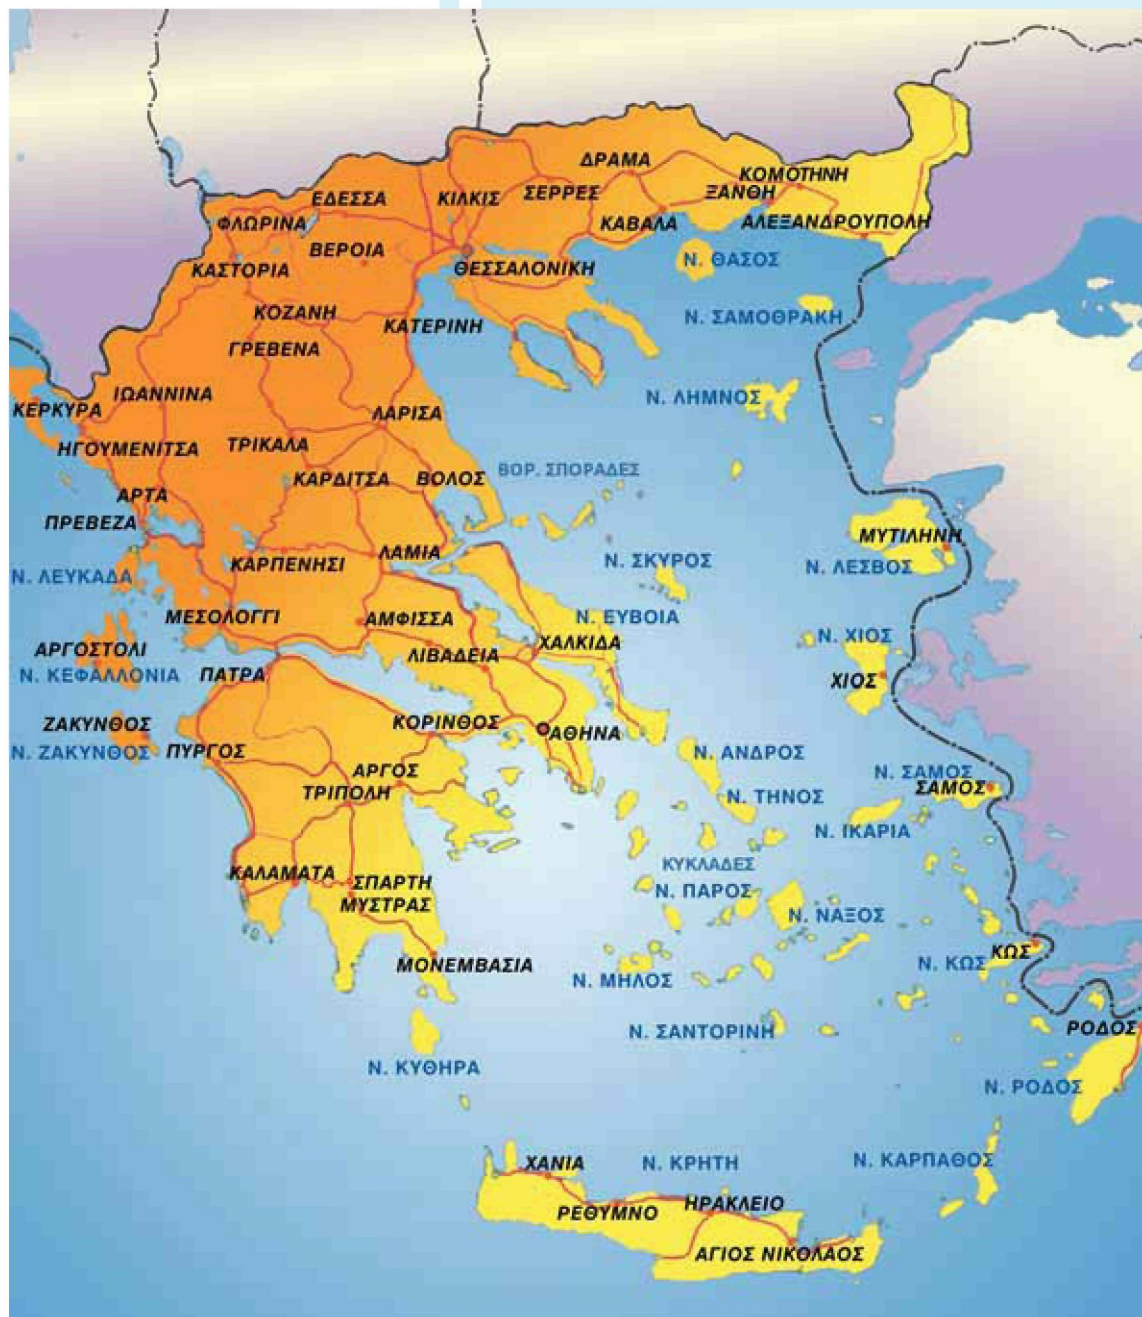 ΔΡΑΜΑ
ΚΟΜΟΤΗΝΗ
ΕΔΕΣΣΑ
ΚΙΛΚΙΣ
ΣΕΡΡΕΣ
ΞΑΝΘΗ
ΦΛΩΡΙΝΑ
ΚΑΒΑΛΑ
ΑΛΕΞΑΝΔΡΟΥΠΟΛΗ
ΒΕΡΟΙΑ
ΚΑΣΤΟΡΙΑ
ΘΕΣΣΑΛΟΝΙΚΗ
Ν. ΘΑΣΟΣ
ΚΟΖΑΝΗ
ΚΑΤΕΡΙΝΗ
Ν. ΣΑΜΟΘΡΑΚΗ
ΓΡΕΒΕΝΑ
ΙΩΑΝΝΙΝΑ
Ν. ΛΗΜΝΟΣ
ΚΕΡΚΥΡΑ
ΛΑΡΙΣΑ
ΗΓΟΥΜΕΝΙΤΣΑ
ΤΡΙΚΑΛΑ
ΒΟΡ. ΣΠΟΡΑΔΕΣ
ΚΑΡΔΙΤΣΑ
ΒΟΛΟΣ
ΑΡΤΑ
ΠΡΕΒΕΖΑ
ΜΥΤΙΛΗΝΗ
ΛΑΜΙΑ
ΚΑΡΠΕΝΗΣΙ
Ν. ΣΚΥΡΟΣ
Ν. ΛΕΣΒΟΣ
Ν. ΛΕΥΚΑΔΑ
ΜΕΣΟΛΟΓΓΙ
ΑΜΦΙΣΣΑ
Ν. ΕΥΒΟΙΑ
Ν. ΧΙΟΣ
ΧΑΛΚΙΔΑ
ΑΡΓΟΣΤΟΛΙ
ΛΙΒΑΔΕΙΑ
Ν. ΚΕΦΑΛΛΟΝΙΑ
ΠΑΤΡΑ
ΧΙΟΣ
ΖΑΚΥΝΘΟΣ
ΚΟΡΙΝΘΟΣ
ΑΘΗΝΑ
Ν. ΖΑΚΥΝΘΟΣ
ΠΥΡΓΟΣ
Ν. ΑΝΔΡΟΣ
ΑΡΓΟΣ
Ν. ΣΑΜΟΣ
ΤΡΙΠΟΛΗ
ΣΑΜΟΣ
Ν. ΤΗΝΟΣ
Ν. ΙΚΑΡΙΑ
ΚΥΚΛΑΔΕΣ
ΚΑΛΑΜΑΤΑ
ΣΠΑΡΤΗ
Ν. ΠΑΡΟΣ
ΜΥΣΤΡΑΣ
Ν. ΝΑΞΟΣ
ΚΩΣ
ΜΟΝΕΜΒΑΣΙΑ
Ν. ΚΩΣ
Ν. ΜΗΛΟΣ
Ν. ΣΑΝΤΟΡΙΝΗ
ΡΟΔΟΣ
Ν. ΚΥΘΗΡΑ
Ν. ΡΟΔΟΣ
ΧΑΝΙΑ
Ν. ΚΡΗΤΗ
Ν. ΚΑΡΠΑΘΟΣ
ΡΕΘΥΜΝΟ
ΗΡΑΚΛΕΙΟ
ΑΓΙΟΣ ΝΙΚΟΛΑΟΣ